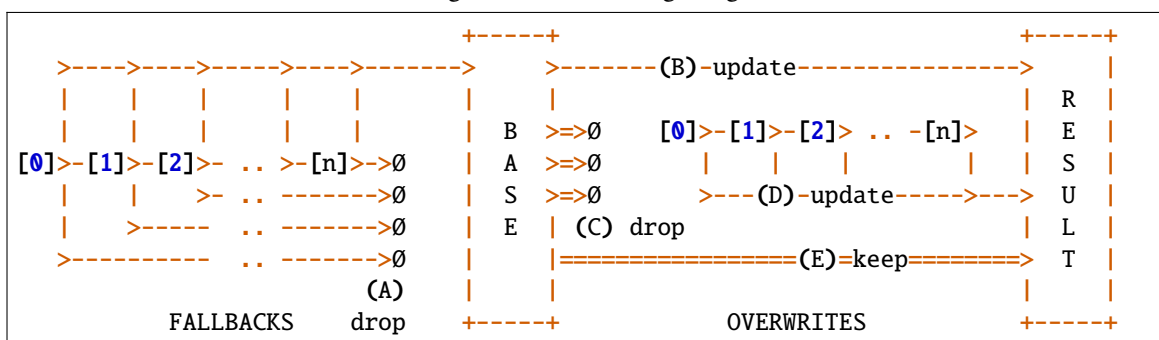 +-----+                                 +-----+
   >---->---->----->---->------->     >-------(B)-update---------------->     |
   |    |    |     |    |       |     |                                 |  R  |
   |    |    |     |    |       |  B  >=>Ø    [0]>-[1]>-[2]> .. -[n]>   |  E  |
[0]>-[1]>-[2]>- .. >-[n]>->Ø    |  A  >=>Ø       |    |    |        |   |  S  |
   |    |    >- .. ------->Ø    |  S  >=>Ø       >---(D)-update----->--->  U  |
   |    >-----  .. ------->Ø    |  E  | (C) drop                        |  L  |
   >----------  .. ------->Ø    |     |=================(E)=keep========>  T  |
                         (A)    |     |                                 |     |
           FALLBACKS    drop    +-----+            OVERWRITES           +-----+